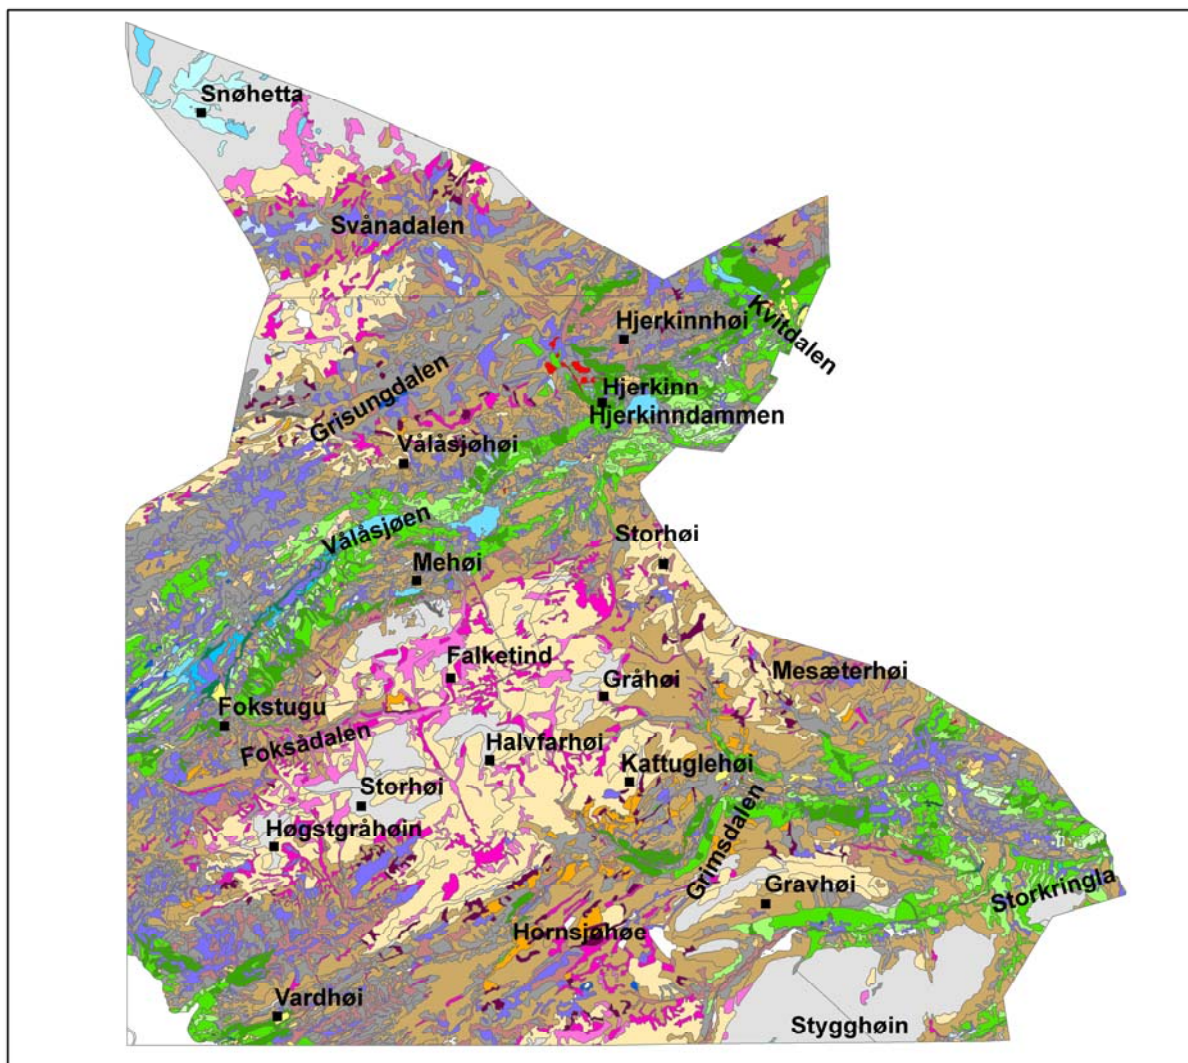 Snøhetta
Svånadalen
Kvitdalen
Hjerkinnhøi
Grisungdalen
Hjerkinn
Hjerkinndammen
Vålåsjøhøi
Vålåsjøen
Storhøi
Mehøi
Falketind
Mesæterhøi
Gråhøi
Fokstugu
Foksådalen
Halvfarhøi
Kattuglehøi
Storhøi
Høgstgråhøin
Grimsdalen
Gravhøi
Storkringla
Hornsjøhøe
Vardhøi
Stygghøin